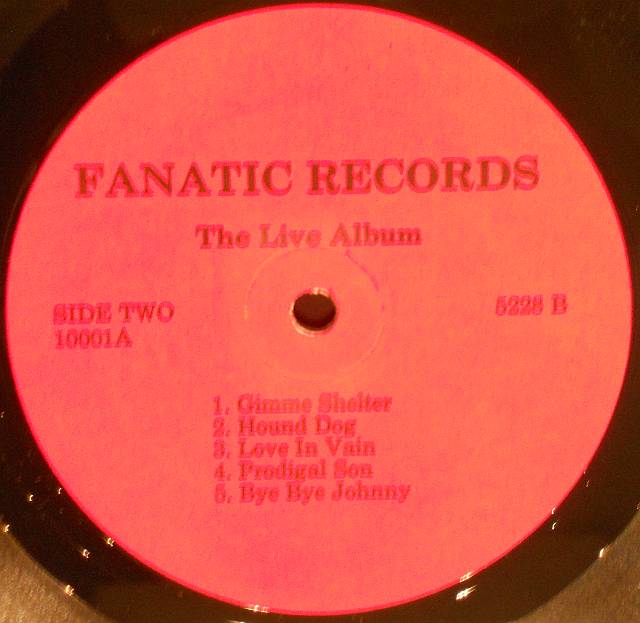 FANATIC RECORDS
The Live Album
SIDE TWO
10001A
5228 B
1. Gimme Shelter
2. Hound Dog
3. Love In Vain
4. Prodigal Son
5. Bye Bye Johnny